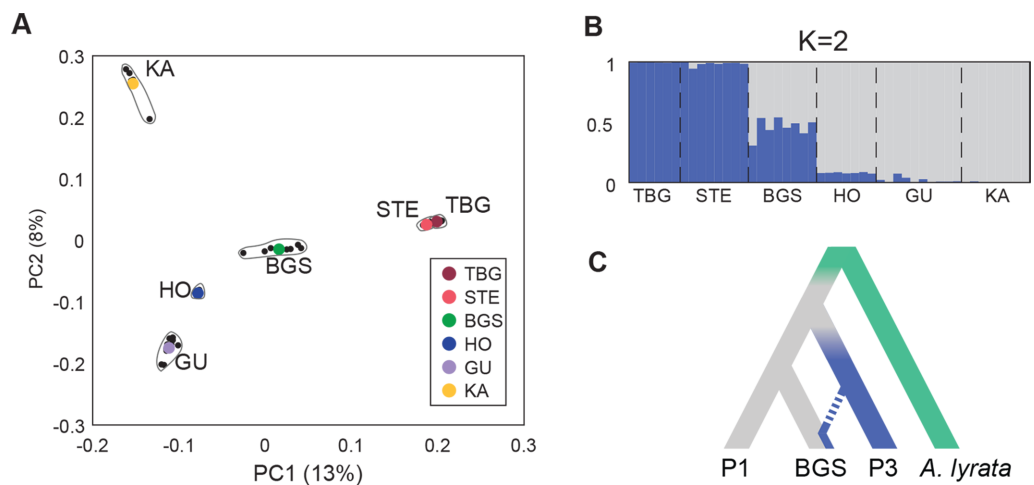 A
0.3
0.2
0.1
0
-0.1
-0.2
-0.3
PC2 (8%)
-0.2
-0.1
0
0.1
0.2
0.3
PC1 (13%)
KA
STE
TBG
BGS
HO
GU
TBG
STE
BGS
HO
GU
KA
B
K=2
1
0.5
0
TBG
STE
BGS
HO
GU
KA
C
P1
BGS
P3
A. lyrata